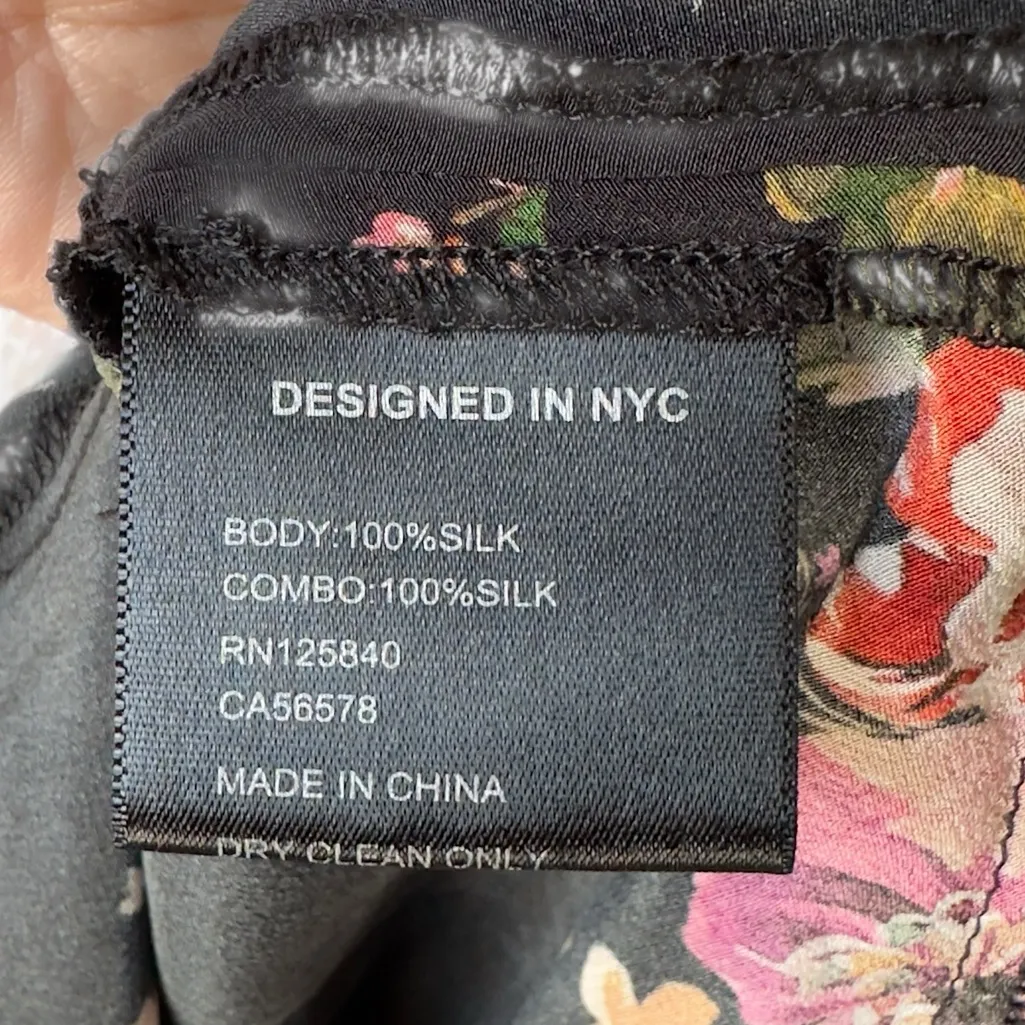 DESIGNED IN NYC
BODY:100%SILK
COMBO:100%SILK
RN125840
CA56578
MADE IN CHINA
DRY CLEAN ONLY